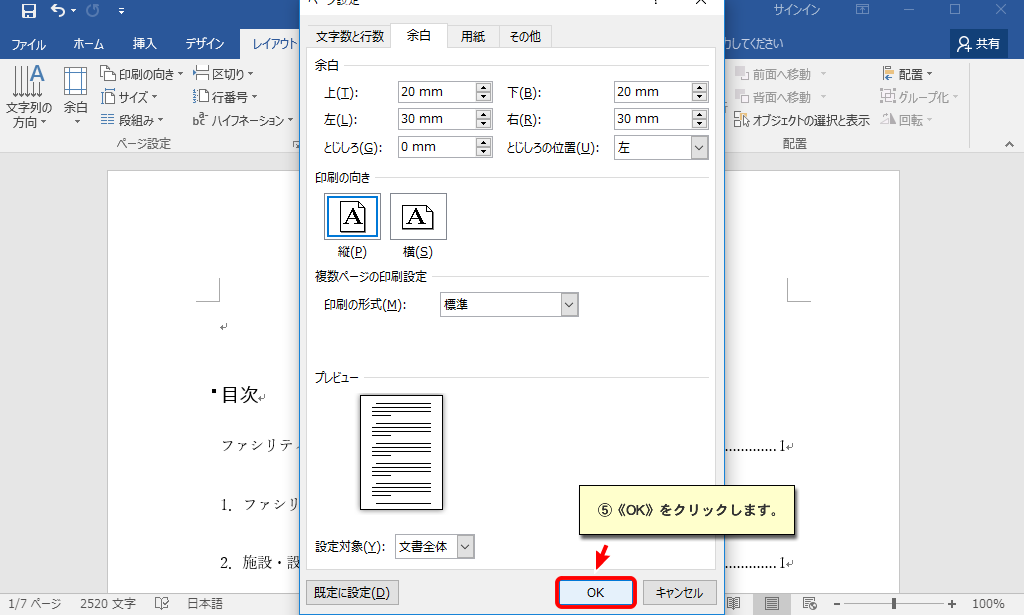 ページ設定
サインイン
ファイル ホーム 挿入 デザイン レイアウト
文字数と行数 余白 用紙 その他
力してください
共有
文字列の方向
余白
印刷の向き
サイズ
段組み
区切り
行番号
ハイフネーション
ページ設定
余白
上(T): 20 mm 下(B): 20 mm
左(L): 30 mm 右(R): 30 mm
とじしろ(G): 0 mm とじしろの位置(U): 左
印刷の向き
縦(P) 横(S)
複数ページの印刷設定
印刷の形式(M): 標準
プレビュー
設定対象(Y): 文書全体
既定に設定(D) OK キャンセル
⑤《OK》をクリックします。
前面へ移動
背面へ移動
オブジェクトの選択と表示
配置
グループ化
回転
配置
目次
ファシリティ
.............1
1. ファシリ
2. 施設・設
.............1
1/7 ページ 2520 文字 日本語
100%